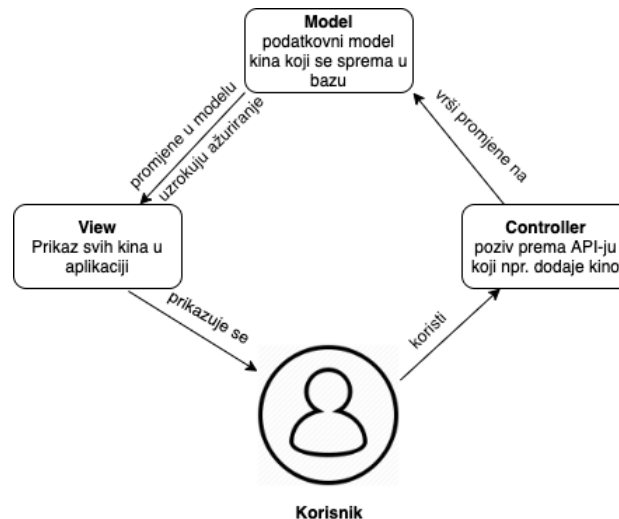 Model
podatkovni model
kina koji se sprema u
bazu
promjene u modelu
uzrokuju ažuriranje
vrši promjene na
View
Prikaz svih kina u
aplikaciji
Controller
poziv prema API-ju
koji npr. dodaje kino
prikazuje se
koristi
Korisnik